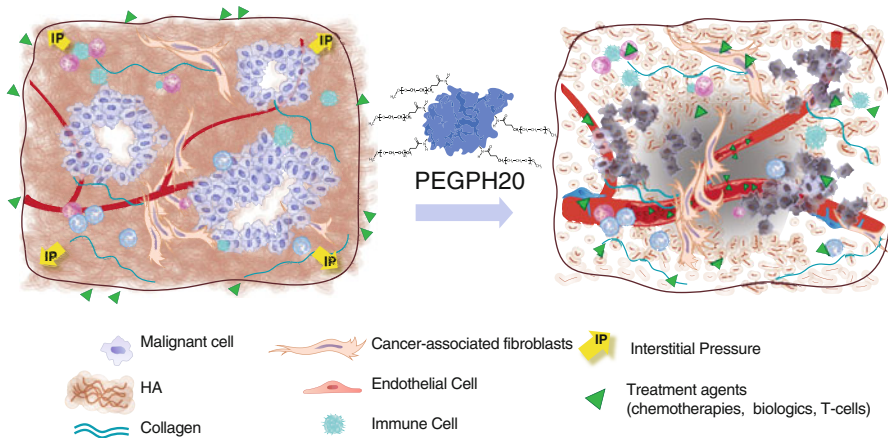 IP
IP
IP
IP
PEGPH20
Malignant cell
Cancer-associated fibroblasts
IP
Interstitial Pressure
HA
Endothelial Cell
Treatment agents
(chemotherapies, biologics, T-cells)
Collagen
Immune Cell